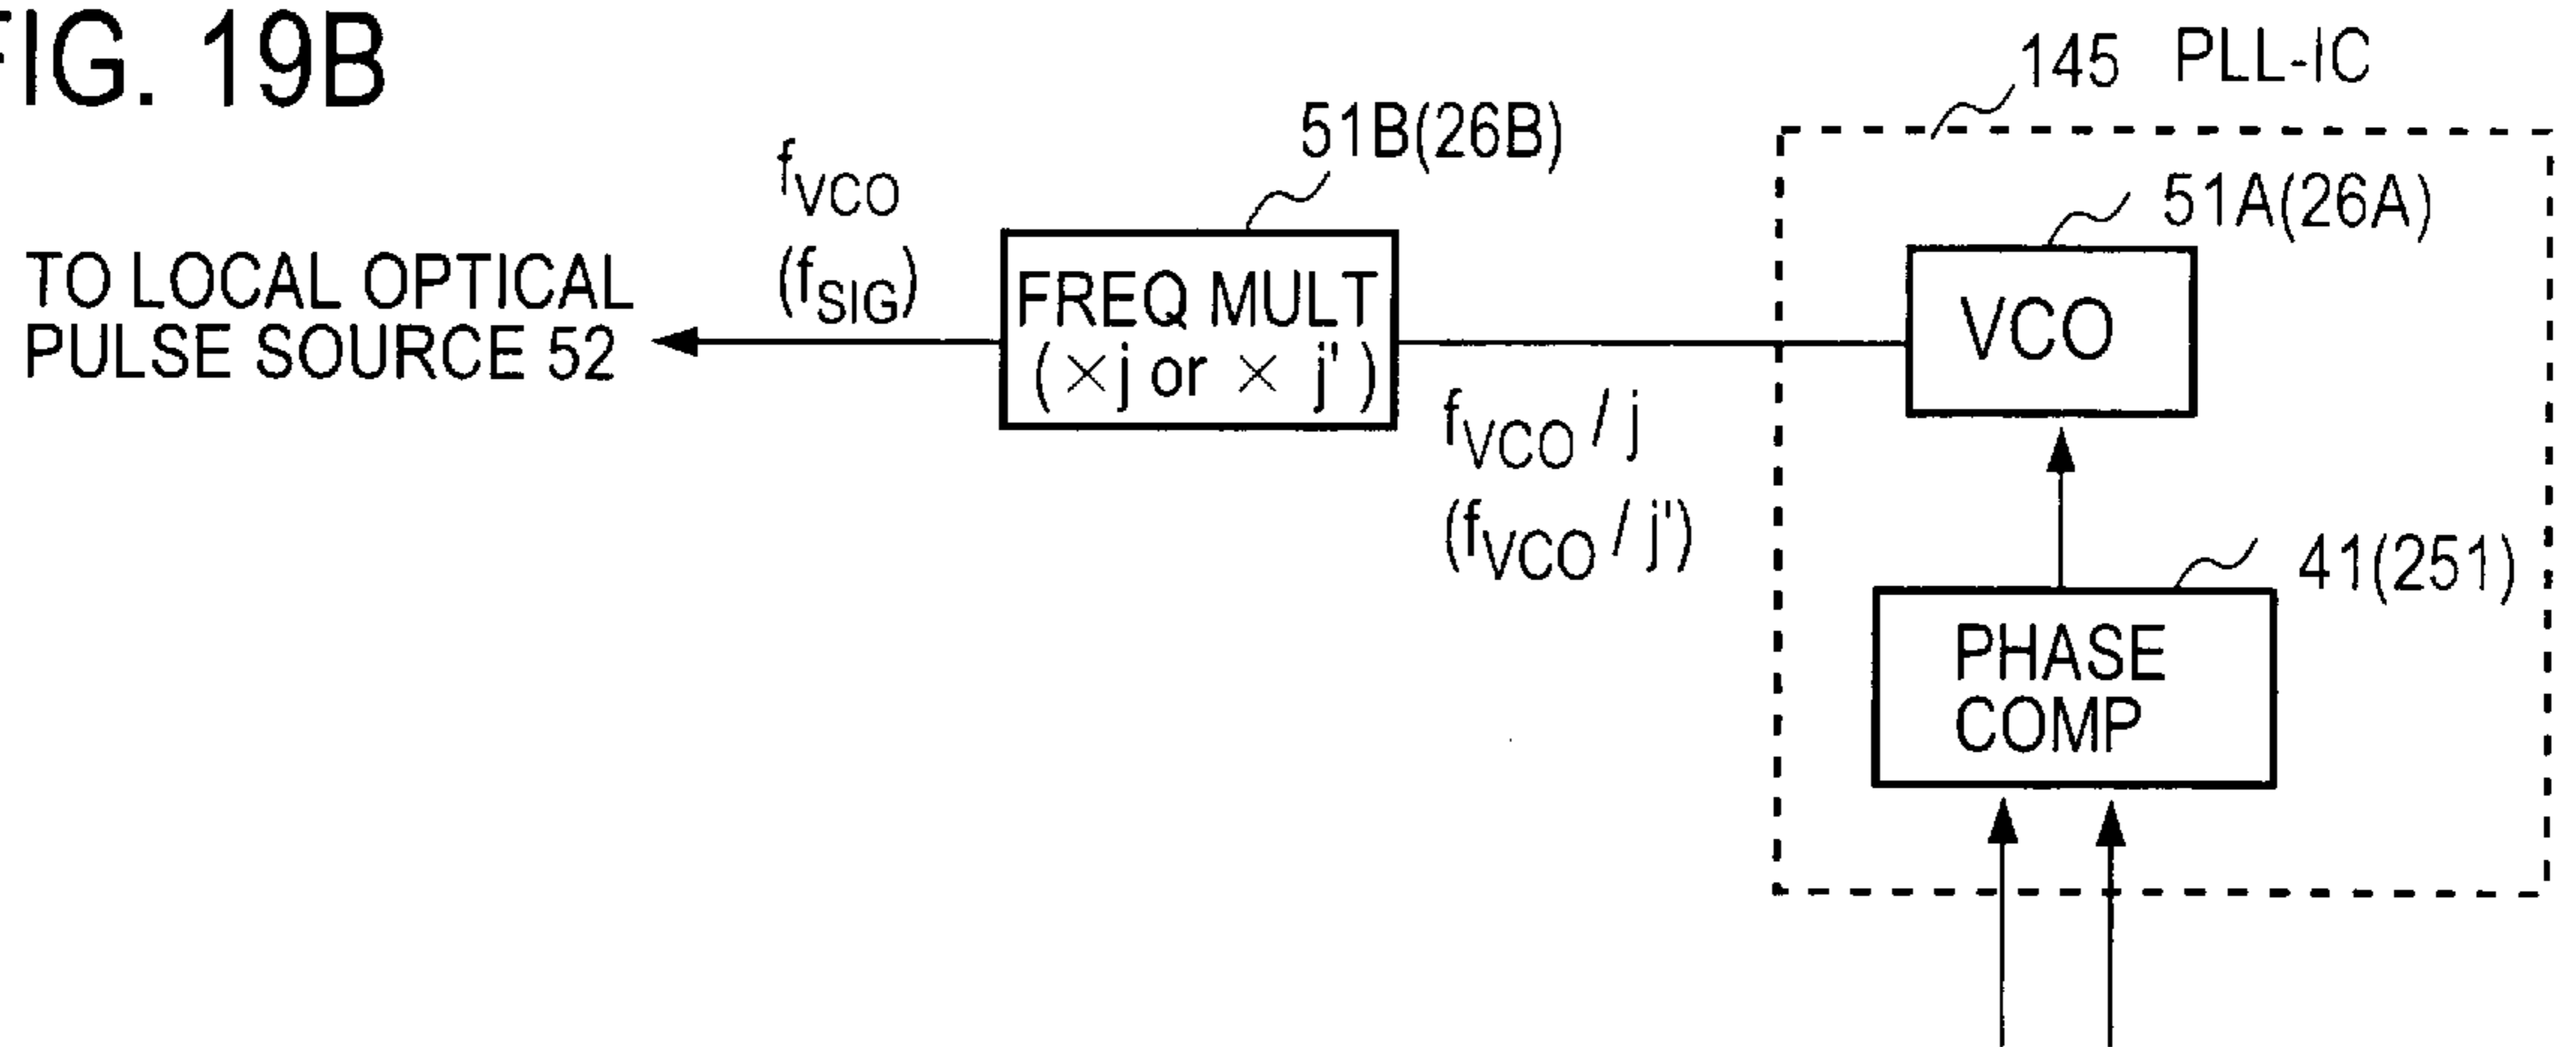 FIG. 19B
145 PLL-IC
51B(26B)
51A(26A)
fVCO
(fSIG)
TO LOCAL OPTICAL
PULSE SOURCE 52
FREQ MULT
(×j or × j')
VCO
fVCO / j
(fVCO / j')
41(251)
PHASE
COMP